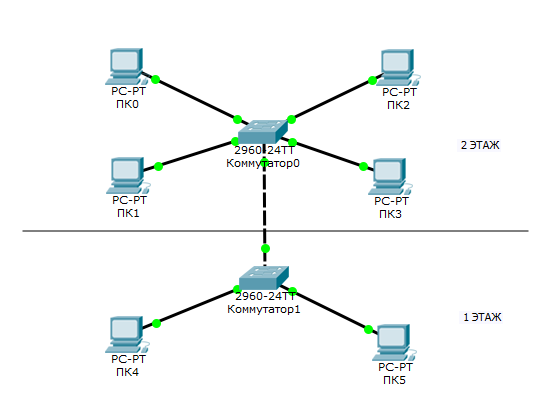 PC-PT
ПК0
PC-PT
ПК2
2960-24TT
Коммутатор0
2 ЭТАЖ
PC-PT
ПК1
PC-PT
ПК3
2960-24TT
Коммутатор1
1 ЭТАЖ
PC-PT
ПК4
PC-PT
ПК5